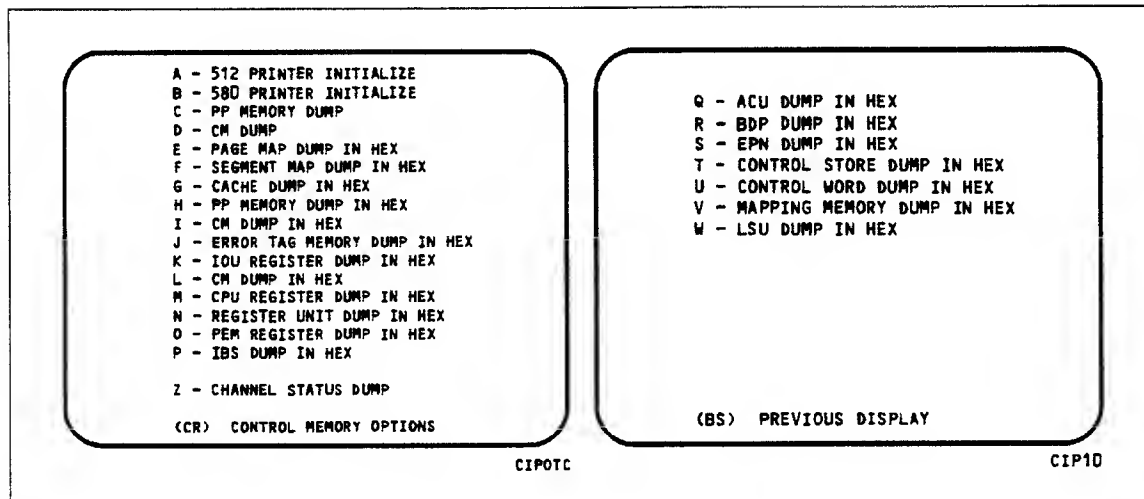 A - 512 PRINTER INITIALIZE
B - 580 PRINTER INITIALIZE
C - PP MEMORY DUMP
D - CM DUMP
E - PAGE MAP DUMP IN HEX
F - SEGMENT MAP DUMP IN HEX
G - CACHE DUMP IN HEX
H - PP MEMORY DUMP IN HEX
I - CM DUMP IN HEX
J - ERROR TAG MEMORY DUMP IN HEX
K - IOU REGISTER DUMP IN HEX
L - CM DUMP IN HEX
M - CPU REGISTER DUMP IN HEX
N - REGISTER UNIT DUMP IN HEX
O - PEM REGISTER DUMP IN HEX
P - IBS DUMP IN HEX
Z - CHANNEL STATUS DUMP
(CR) CONTROL MEMORY OPTIONS
CIPOTC
Q - ACU DUMP IN HEX
R - BDP DUMP IN HEX
S - EPN DUMP IN HEX
T - CONTROL STORE DUMP IN HEX
U - CONTROL WORD DUMP IN HEX
V - MAPPING MEMORY DUMP IN HEX
W - LSU DUMP IN HEX
(BS) PREVIOUS DISPLAY
CIP1D